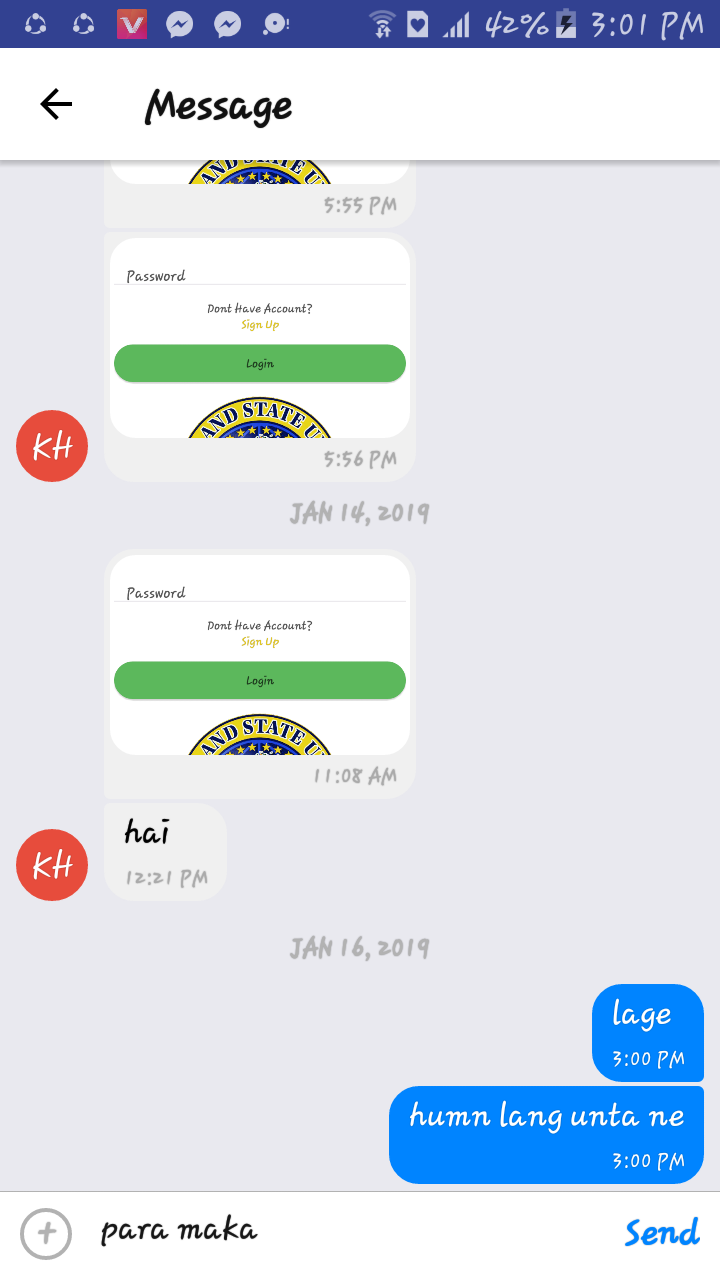 42% 3:01 PM
Message
AND STATE U
5:55 PM
Password
Dont Have Account?
Sign Up
Login
AND STATE U
5:56 PM
KH
JAN 14, 2019
Password
Dont Have Account?
Sign Up
Login
AND STATE U
11:08 AM
hai
12:21 PM
KH
JAN 16, 2019
lage
3:00 PM
humn lang unta ne
3:00 PM
para maka
Send